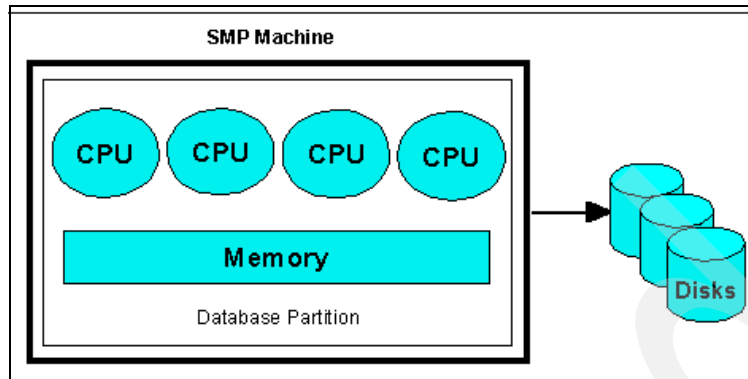 SMP Machine
CPU CPU CPU CPU
Memory
Database Partition
Disks